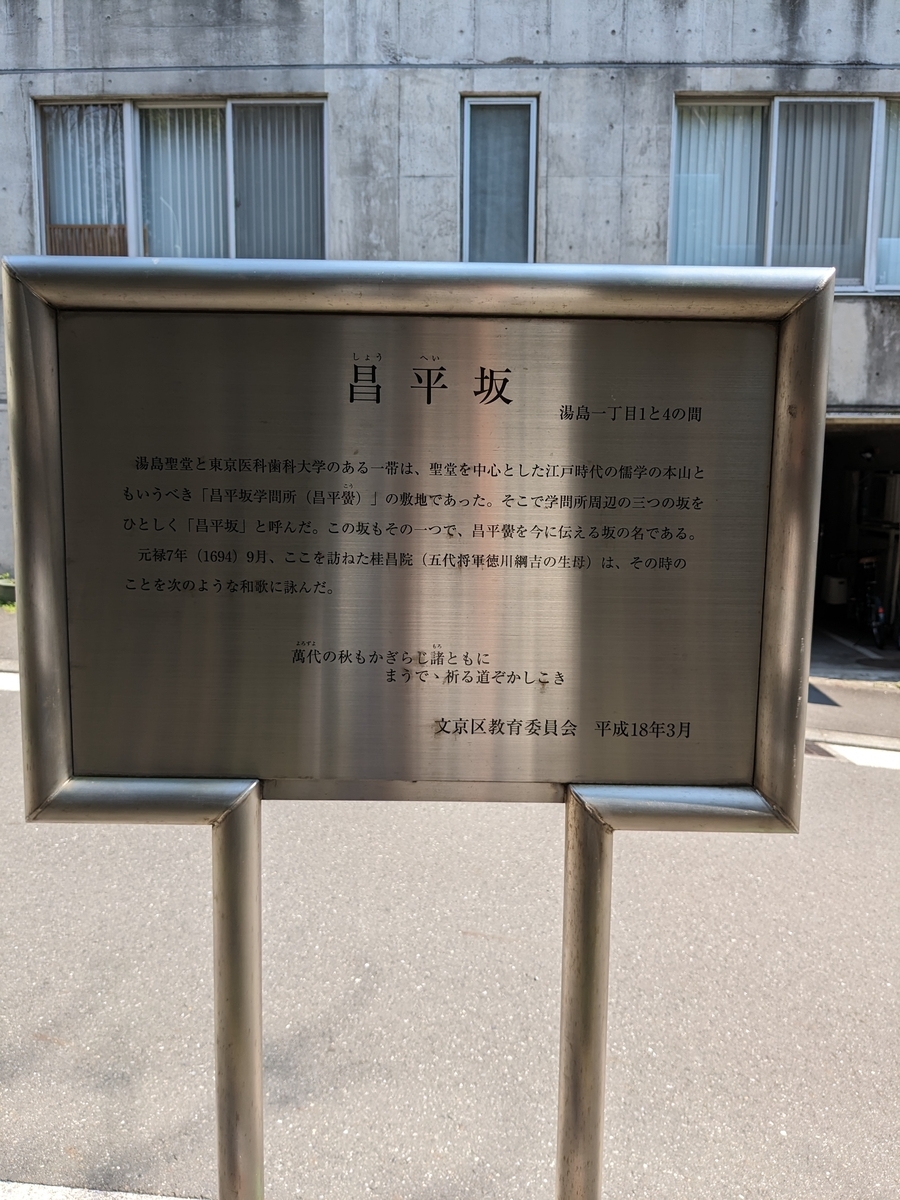 しょう へい
昌平坂
湯島一丁目1と4の間
湯島聖堂と東京医科歯科大学のある一帯は、聖堂を中心とした江戸時代の儒学の本山と
こう
もいうべき「昌平坂学問所（昌平黌）」の敷地であった。そこで学問所周辺の三つの坂を
ひとしく「昌平坂」と呼んだ。この坂もその一つで、昌平黌を今に伝える坂の名である。
元禄7年（1694）9月、ここを訪ねた桂昌院（五代将軍徳川綱吉の生母）は、その時の
ことを次のような和歌に詠んだ。
よろずよ もろ
萬代の秋もかぎらじ諸ともに
まうでゝ祈る道ぞかしこき
文京区教育委員会 平成18年3月